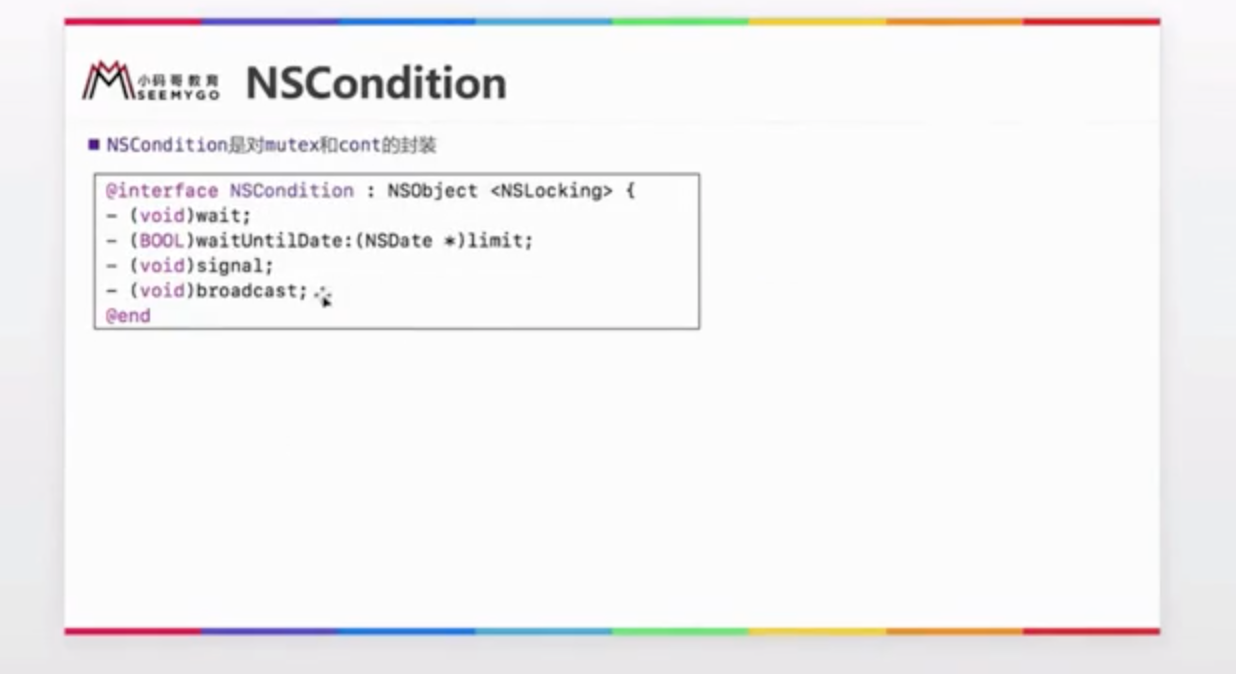 小码哥教育
SEEMYGO
NSCondition
NSCondition是对mutex和cont的封装
@interface NSCondition : NSObject <NSLocking> {
- (void)wait;
- (BOOL)waitUntilDate:(NSDate *)limit;
- (void)signal;
- (void)broadcast;
@end